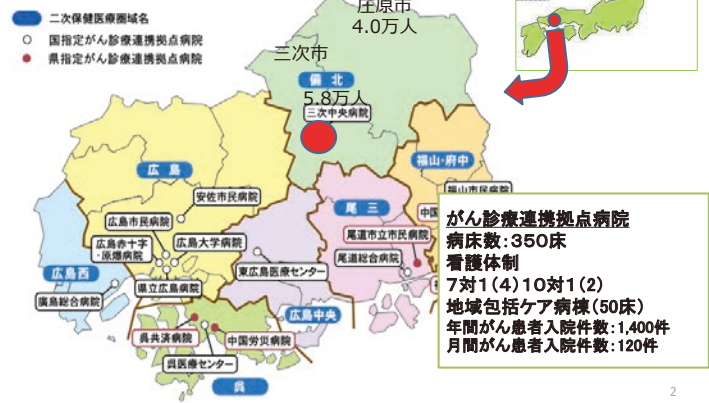 二次保健医療圏域名
国指定がん診療連携拠点病院
県指定がん診療連携拠点病院
庄原市
4.0万人
三次市
備北
5.8万人
三次中央病院
広島
福山・府中
安佐市民病院
福山市民病院
尾三
広島市民病院
尾道市立市民病院
広島赤十字
・原爆病院
広島大学病院
尾道総合病院
東広島医療センター
広島西
県立広島病院
廣島総合病院
広島中央
呉共済病院
中国労災病院
呉医療センター
呉
がん診療連携拠点病院
病床数:350床
看護体制
7対1(4)10対1(2)
地域包括ケア病棟(50床)
年間がん患者入院件数:1,400件
月間がん患者入院件数:120件
2